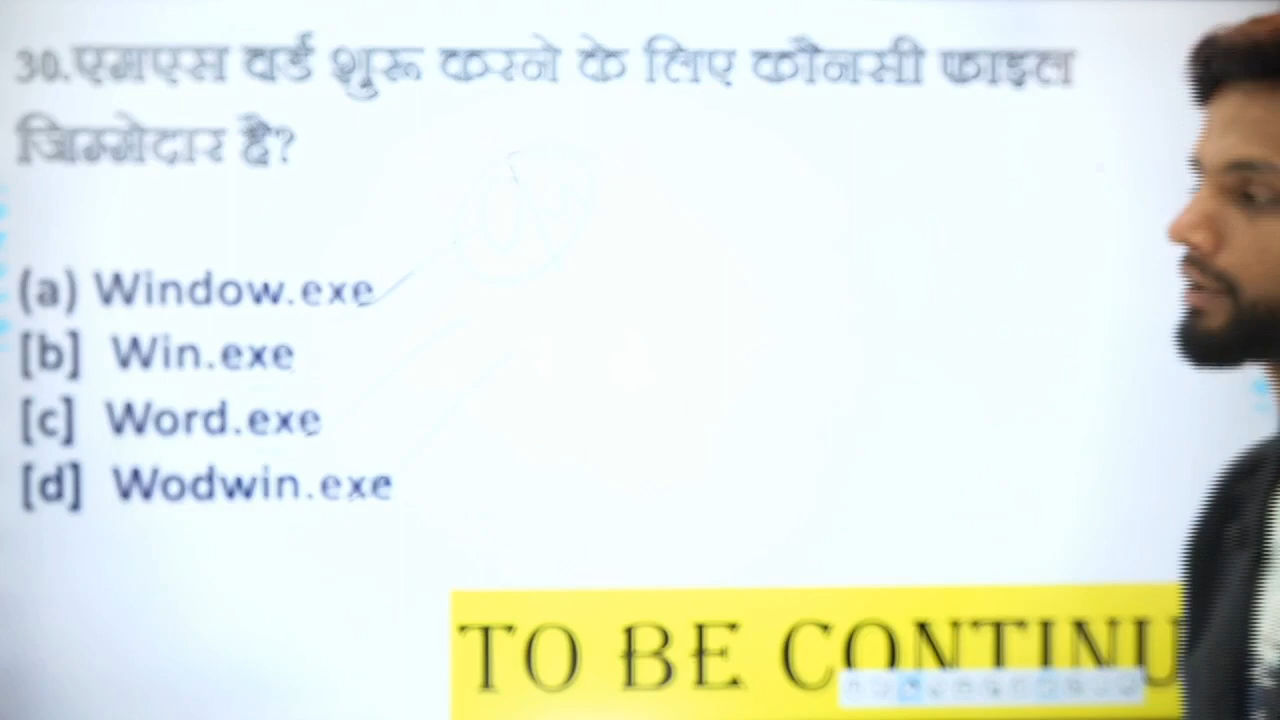 30.एमएस वर्ड शुरू करने के लिए कौनसी फाइल
जिम्मेदार है?
(a) Window.exe
[b] Win.exe
[c] Word.exe
[d] Wodwin.exe
TO BE CONTINU